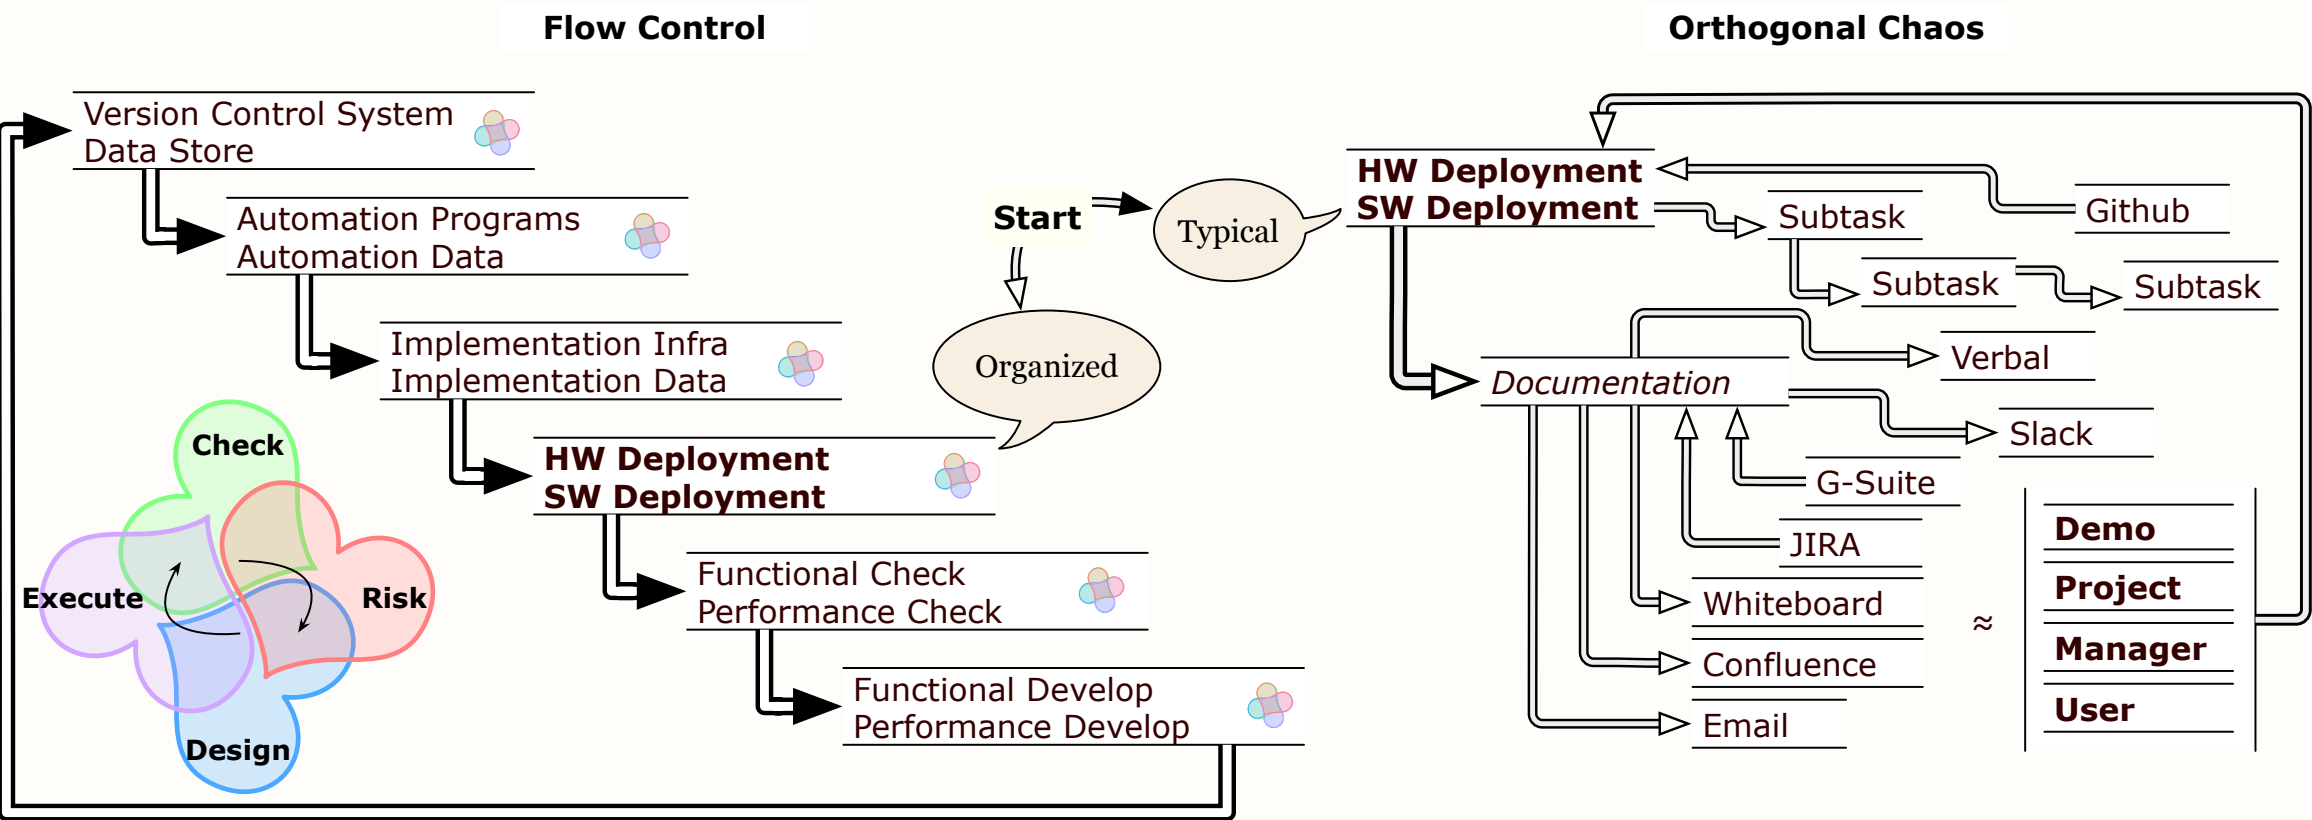 Flow Control
Orthogonal Chaos
Version Control System
Data Store
Automation Programs
Automation Data
Implementation Infra
Implementation Data
HW Deployment
SW Deployment
Functional Check
Performance Check
Functional Develop
Performance Develop
Check
Execute
Risk
Design
Start
Typical
Organized
HW Deployment
SW Deployment
Github
Subtask
Subtask
Subtask
Verbal
Documentation
Slack
G-Suite
JIRA
Whiteboard
Confluence
Email
≈
Demo
Project
Manager
User